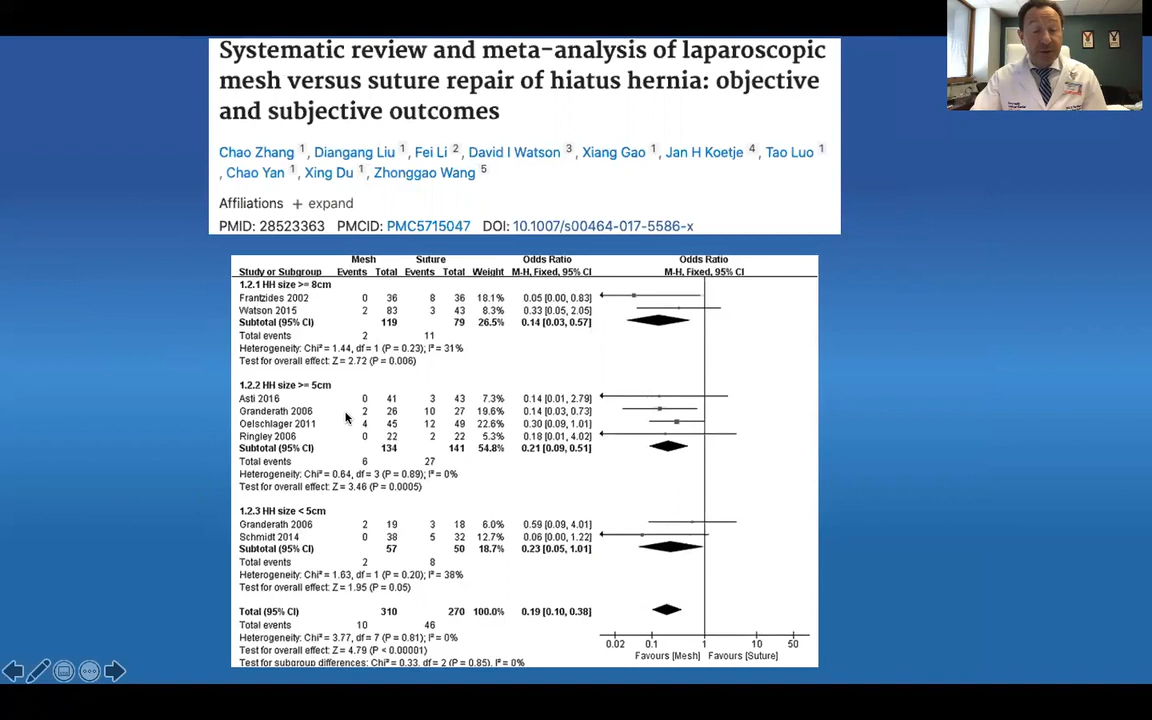 Systematic review and meta-analysis of laparoscopic
mesh versus suture repair of hiatus hernia: objective
and subjective outcomes
Chao Zhang 1, Diangang Liu 1, Fei Li 2, David I Watson 3, Xiang Gao 1, Jan H Koetje 4, Tao Luo 1
, Chao Yan 1, Xing Du 1, Zhonggao Wang 5
Affiliations + expand
PMID: 28523363 PMCID: PMC5715047 DOI: 10.1007/s00464-017-5586-x
Mesh Suture Odds Ratio Odds Ratio
Study or Subgroup Events Total Events Total Weight M-H, Fixed, 95% CI M-H, Fixed, 95% CI
1.2.1 HH size >= 8cm
Frantzides 2002 0 36 8 36 18.1% 0.05 [0.00, 0.83]
Watson 2015 2 83 3 43 8.3% 0.33 [0.05, 2.05]
Subtotal (95% CI) 119 79 26.5% 0.14 [0.03, 0.57]
Total events 2 11
Heterogeneity: Chi² = 1.44, df = 1 (P = 0.23); I² = 31%
Test for overall effect: Z = 2.72 (P = 0.006)
1.2.2 HH size >= 5cm
Asti 2016 0 41 3 43 7.3% 0.14 [0.01, 2.79]
Granderath 2006 2 26 10 27 19.6% 0.14 [0.03, 0.73]
Oelschlager 2011 4 45 12 49 22.6% 0.30 [0.09, 1.01]
Ringley 2006 0 22 2 22 5.3% 0.18 [0.01, 4.02]
Subtotal (95% CI) 134 141 54.8% 0.21 [0.09, 0.51]
Total events 6 27
Heterogeneity: Chi² = 0.64, df = 3 (P = 0.89); I² = 0%
Test for overall effect: Z = 3.46 (P = 0.0005)
1.2.3 HH size < 5cm
Granderath 2006 2 19 3 18 6.0% 0.59 [0.09, 4.01]
Schmidt 2014 0 38 5 32 12.7% 0.06 [0.00, 1.22]
Subtotal (95% CI) 57 50 18.7% 0.23 [0.05, 1.01]
Total events 2 8
Heterogeneity: Chi² = 1.63, df = 1 (P = 0.20); I² = 38%
Test for overall effect: Z = 1.95 (P = 0.05)
Total (95% CI) 310 270 100.0% 0.19 [0.10, 0.38]
Total events 10 46
Heterogeneity: Chi² = 3.77, df = 7 (P = 0.81); I² = 0%
Test for overall effect: Z = 4.79 (P < 0.00001)
Test for subgroup differences: Chi² = 0.33, df = 2 (P = 0.85), I² = 0%
0.02 0.1 1 10 50
Favours [Mesh] Favours [Suture]